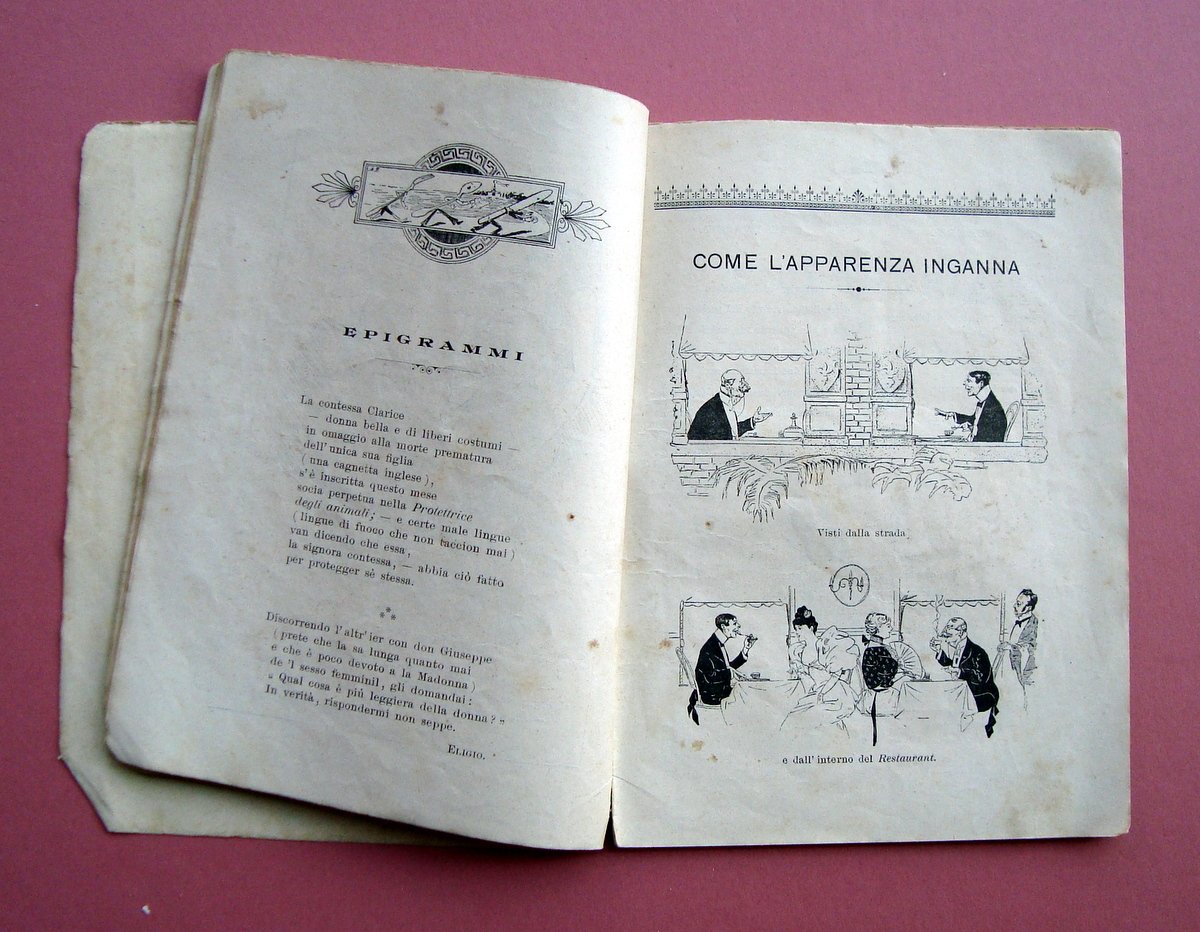 EPIGRAMMI
La contessa Clarice
— donna bella e di liberi costumi —
in omaggio alla morte prematura
dell'unica sua figlia
(una cagnetta inglese),
s'è inscritta questo mese
socia perpetua nella Protettrice
degli animali; — e certe male lingue
(lingue di fuoco che non taccion mai)
van dicendo che essa,
la signora contessa, — abbia ciò fatto
per protegger sè stessa.
⁂
Discorrendo l'altr'ier con don Giuseppe
(prete che la sa lunga quanto mai
e che è poco devoto a la Madonna)
de 'l sesso femminil, gli domandai:
“ Qual cosa è più leggiera della donna? „
In verità, rispondermi non seppe.
ELIGIO.
COME L'APPARENZA INGANNA
Visti dalla strada
e dall'interno del Restaurant.